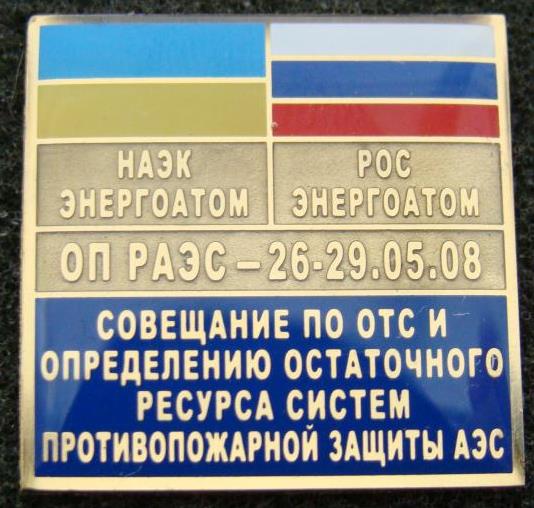 НАЭК
ЭНЕРГОАТОМ
РОС
ЭНЕРГОАТОМ
ОП РАЭС – 26-29.05.08
СОВЕЩАНИЕ ПО ОТС И
ОПРЕДЕЛЕНИЮ ОСТАТОЧНОГО
РЕСУРСА СИСТЕМ
ПРОТИВОПОЖАРНОЙ ЗАЩИТЫ АЭС